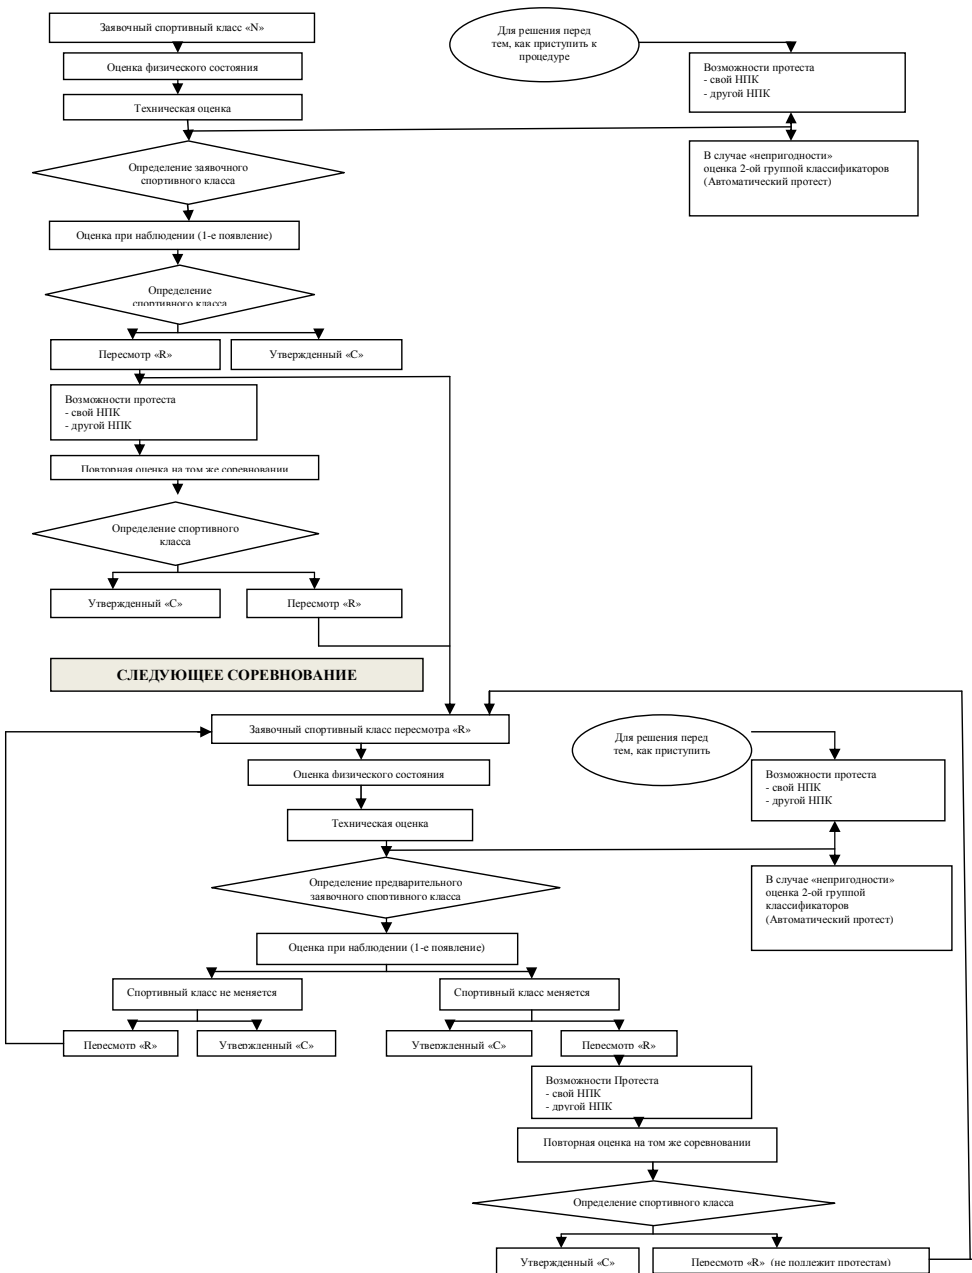 Заявочный спортивный класс «N»
Оценка физического состояния
Техническая оценка
Для решения перед
тем, как приступить к
процедуре
Возможности протеста
- свой НПК
- другой НПК
В случае «непригодности»
оценка 2-ой группой классификаторов
(Автоматический протест)
Определение заявочного
спортивного класса
Оценка при наблюдении (1-е появление)
Определение
спортивного класса
Пересмотр «R»
Утвержденный «С»
Возможности протеста
- свой НПК
- другой НПК
Повторная оценка на том же соревновании
Определение спортивного
класса
Утвержденный «С»
Пересмотр «R»
СЛЕДУЮЩЕЕ СОРЕВНОВАНИЕ
Заявочный спортивный класс пересмотра «R»
Оценка физического состояния
Техническая оценка
Для решения перед
тем, как приступить
Возможности протеста
- свой НПК
- другой НПК
В случае «непригодности»
оценка 2-ой группой
классификаторов
(Автоматический протест)
Определение предварительного
заявочного спортивного класса
Оценка при наблюдении (1-е появление)
Спортивный класс не меняется
Спортивный класс меняется
Пересмотр «R»
Утвержденный «С»
Утвержденный «С»
Пересмотр «R»
Возможности Протеста
- свой НПК
- другой НПК
Повторная оценка на том же соревновании
Определение спортивного класса
Утвержденный «С»
Пересмотр «R» (не подлежит протестам)